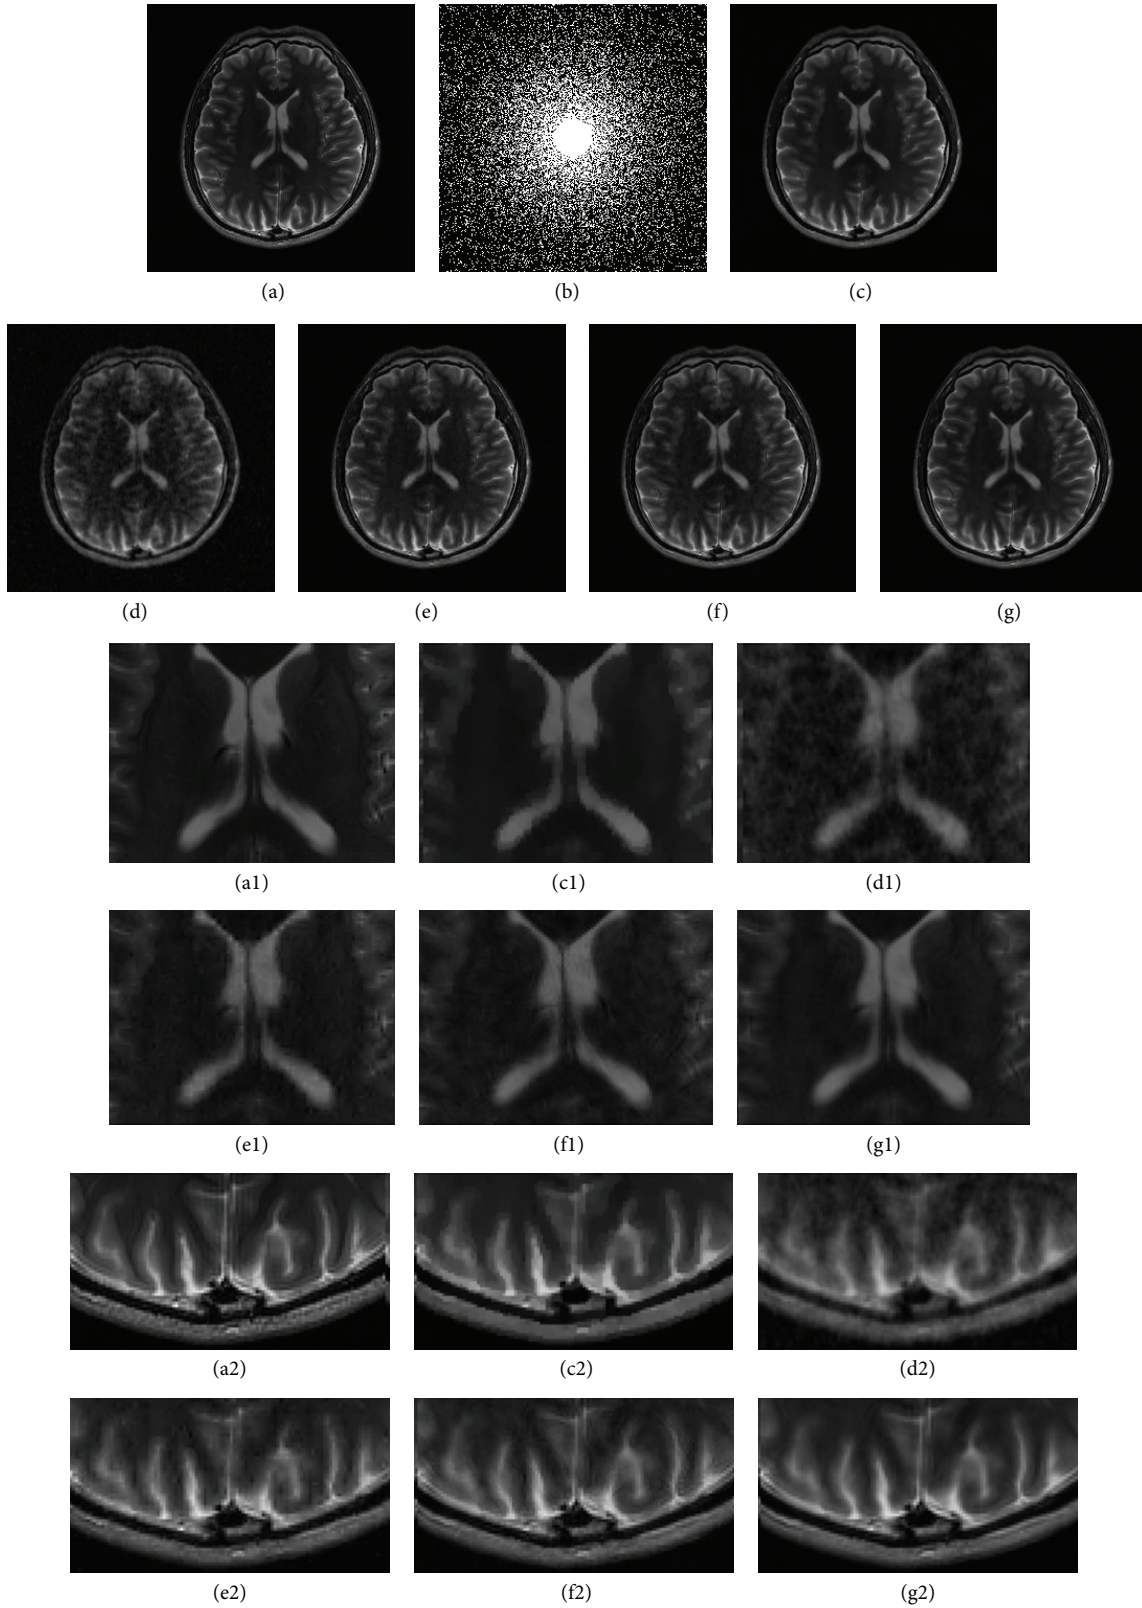 (a)
(b)
(c)
(d)
(e)
(f)
(g)
(a1)
(c1)
(d1)
(e1)
(f1)
(g1)
(a2)
(c2)
(d2)
(e2)
(f2)
(g2)